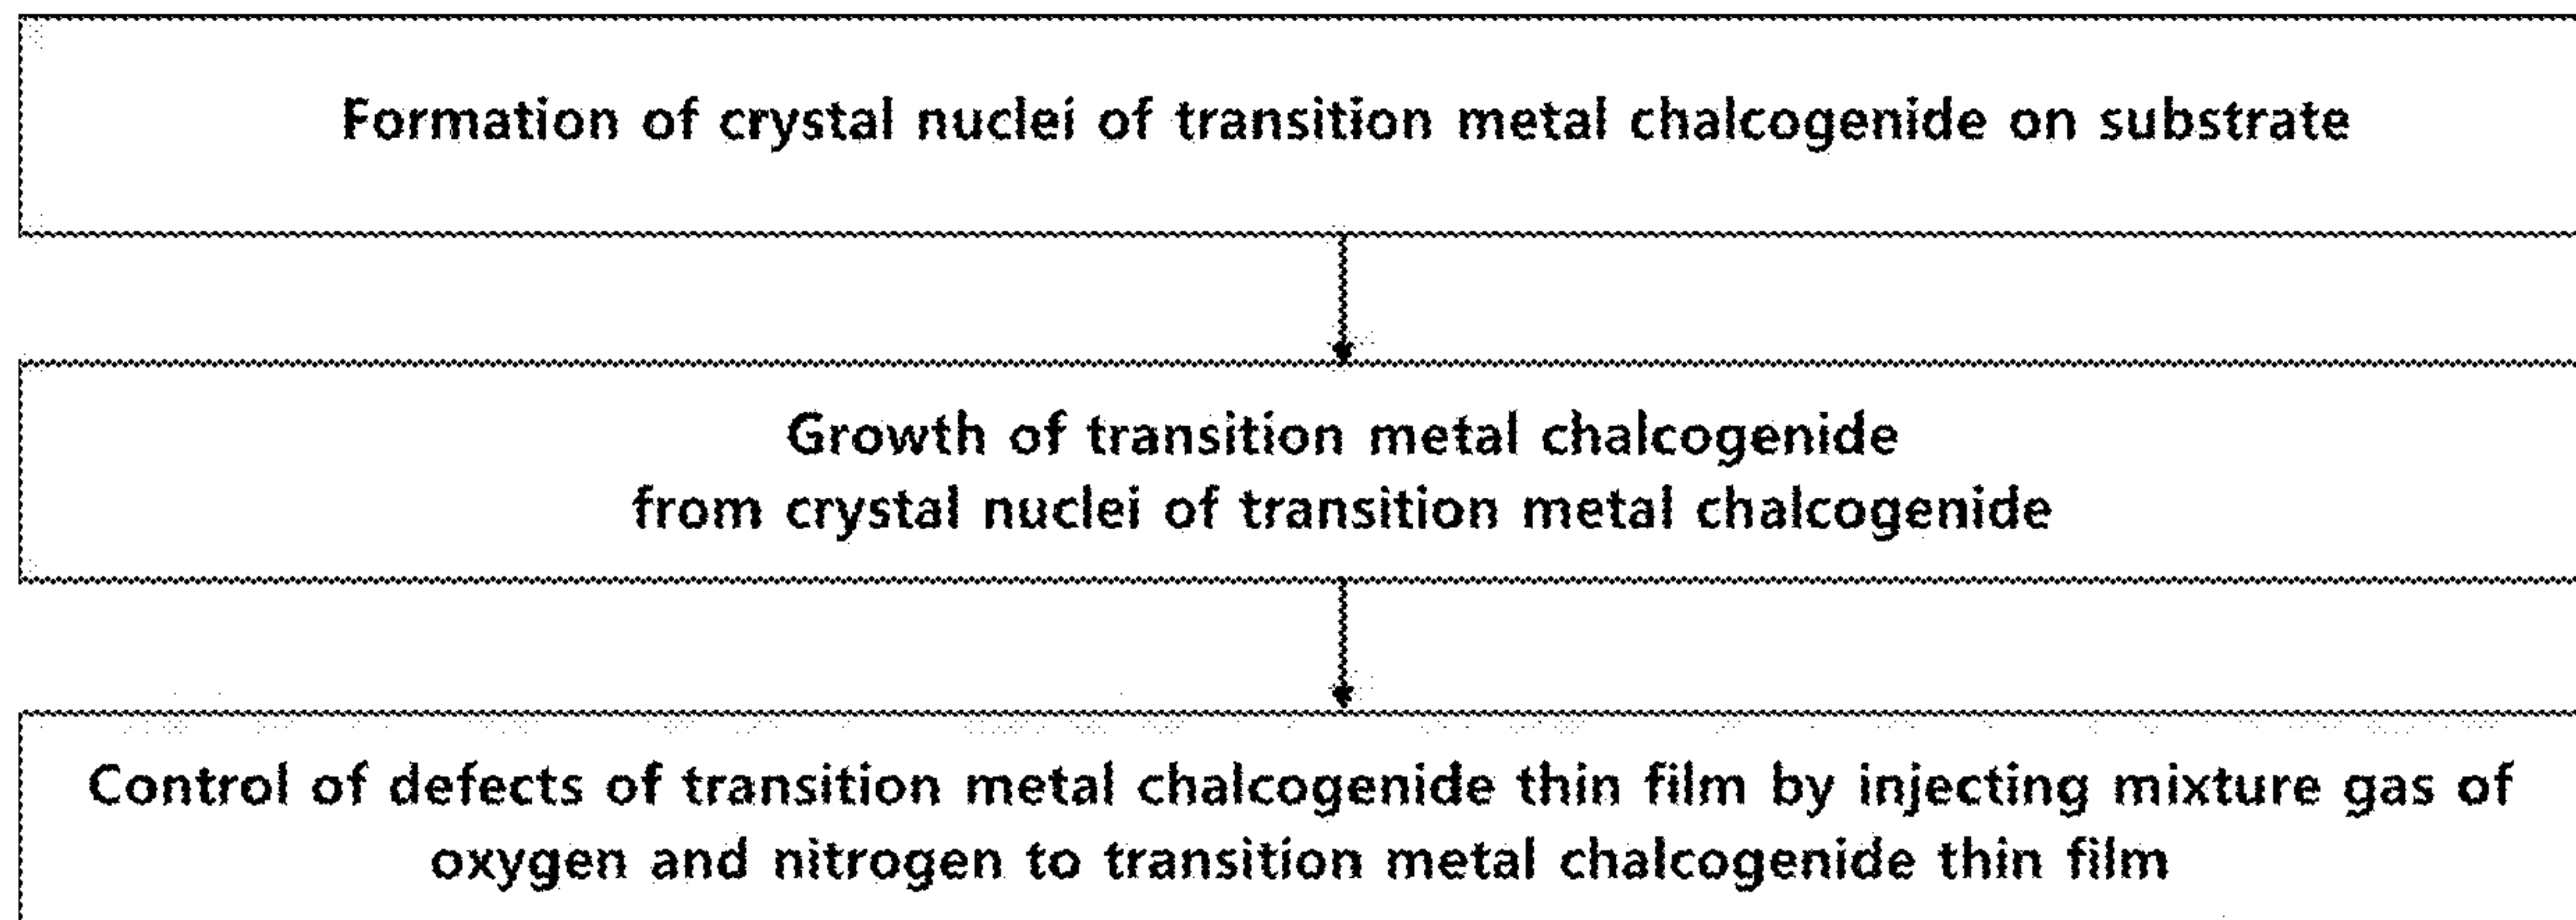 Formation of crystal nuclei of transition metal chalcogenide on substrate
Growth of transition metal chalcogenide
from crystal nuclei of transition metal chalcogenide
Control of defects of transition metal chalcogenide thin film by injecting mixture gas of
oxygen and nitrogen to transition metal chalcogenide thin film